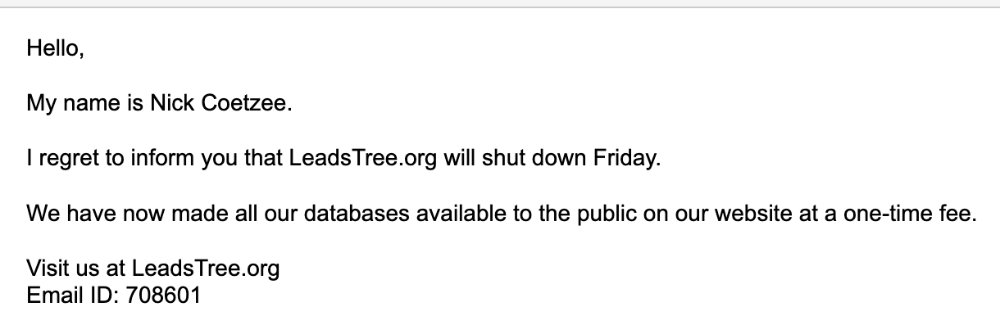 Hello,
My name is Nick Coetzee.
I regret to inform you that LeadsTree.org will shut down Friday.
We have now made all our databases available to the public on our website at a one-time fee.
Visit us at LeadsTree.org
Email ID: 708601